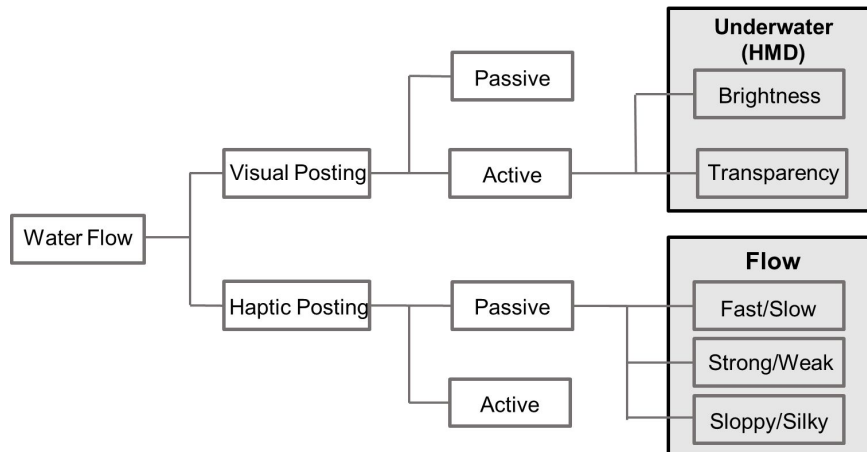 Underwater
(HMD)
Passive
Brightness
Visual Posting
Active
Transparency
Water Flow
Flow
Haptic Posting
Passive
Fast/Slow
Strong/Weak
Active
Sloppy/Silky